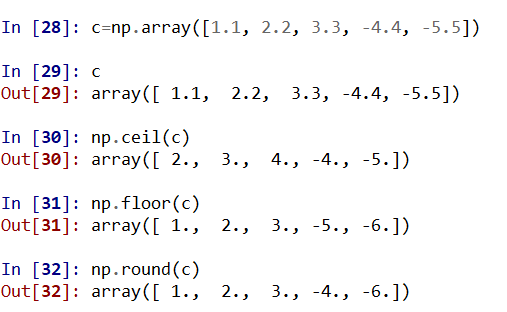 In [28]: c=np.array([1.1, 2.2, 3.3, -4.4, -5.5])
In [29]: c
Out[29]: array([ 1.1,  2.2,  3.3, -4.4, -5.5])
In [30]: np.ceil(c)
Out[30]: array([ 2.,  3.,  4., -4., -5.])
In [31]: np.floor(c)
Out[31]: array([ 1.,  2.,  3., -5., -6.])
In [32]: np.round(c)
Out[32]: array([ 1.,  2.,  3., -4., -6.])